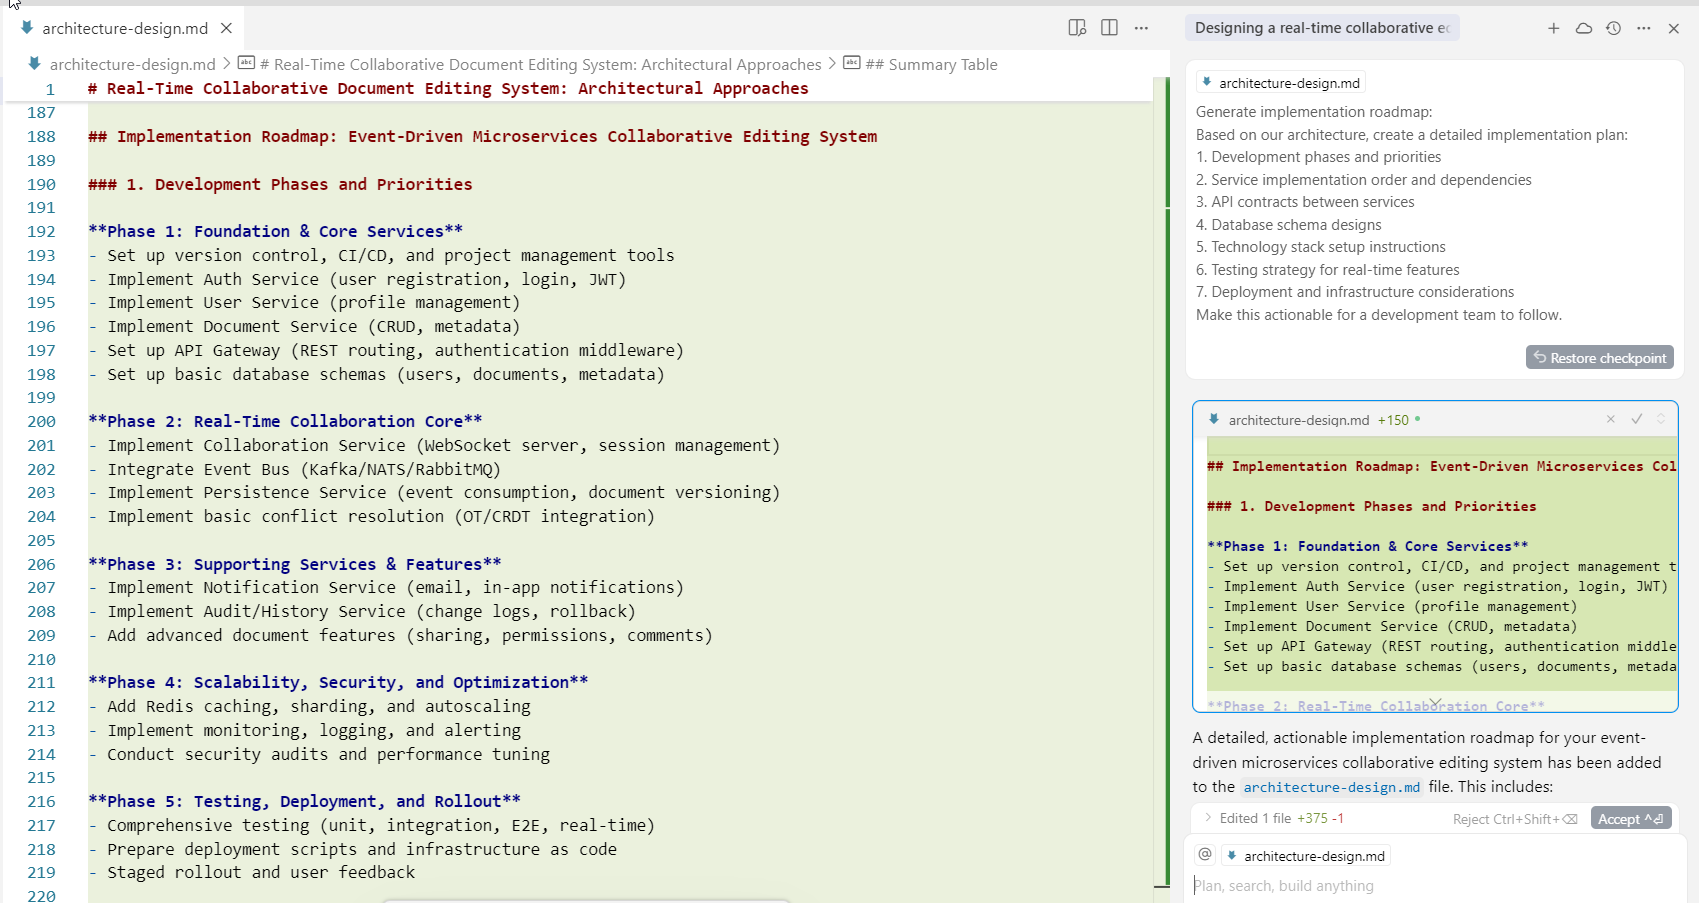 architecture-design.md
architecture-design.md > # Real-Time Collaborative Document Editing System: Architectural Approaches > ## Summary Table
1 # Real-Time Collaborative Document Editing System: Architectural Approaches
187
188 ## Implementation Roadmap: Event-Driven Microservices Collaborative Editing System
189
190 ### 1. Development Phases and Priorities
191
192 **Phase 1: Foundation & Core Services**
193 - Set up version control, CI/CD, and project management tools
194 - Implement Auth Service (user registration, login, JWT)
195 - Implement User Service (profile management)
196 - Implement Document Service (CRUD, metadata)
197 - Set up API Gateway (REST routing, authentication middleware)
198 - Set up basic database schemas (users, documents, metadata)
199
200 **Phase 2: Real-Time Collaboration Core**
201 - Implement Collaboration Service (WebSocket server, session management)
202 - Integrate Event Bus (Kafka/NATS/RabbitMQ)
203 - Implement Persistence Service (event consumption, document versioning)
204 - Implement basic conflict resolution (OT/CRDT integration)
205
206 **Phase 3: Supporting Services & Features**
207 - Implement Notification Service (email, in-app notifications)
208 - Implement Audit/History Service (change logs, rollback)
209 - Add advanced document features (sharing, permissions, comments)
210
211 **Phase 4: Scalability, Security, and Optimization**
212 - Add Redis caching, sharding, and autoscaling
213 - Implement monitoring, logging, and alerting
214 - Conduct security audits and performance tuning
215
216 **Phase 5: Testing, Deployment, and Rollout**
217 - Comprehensive testing (unit, integration, E2E, real-time)
218 - Prepare deployment scripts and infrastructure as code
219 - Staged rollout and user feedback
220
Designing a real-time collaborative ec
architecture-design.md
Generate implementation roadmap:
Based on our architecture, create a detailed implementation plan:
1. Development phases and priorities
2. Service implementation order and dependencies
3. API contracts between services
4. Database schema designs
5. Technology stack setup instructions
6. Testing strategy for real-time features
7. Deployment and infrastructure considerations
Make this actionable for a development team to follow.
Restore checkpoint
architecture-design.md +150
## Implementation Roadmap: Event-Driven Microservices Col
### 1. Development Phases and Priorities
**Phase 1: Foundation & Core Services**
- Set up version control, CI/CD, and project management t
- Implement Auth Service (user registration, login, JWT)
- Implement User Service (profile management)
- Implement Document Service (CRUD, metadata)
- Set up API Gateway (REST routing, authentication middle
- Set up basic database schemas (users, documents, metada
**Phase 2: Real-Time Collaboration Core**
A detailed, actionable implementation roadmap for your event-
driven microservices collaborative editing system has been added
to the architecture-design.md file. This includes:
Edited 1 file +375 -1 Reject Ctrl+Shift+⌫ Accept ^⏎
@ architecture-design.md
Plan, search, build anything